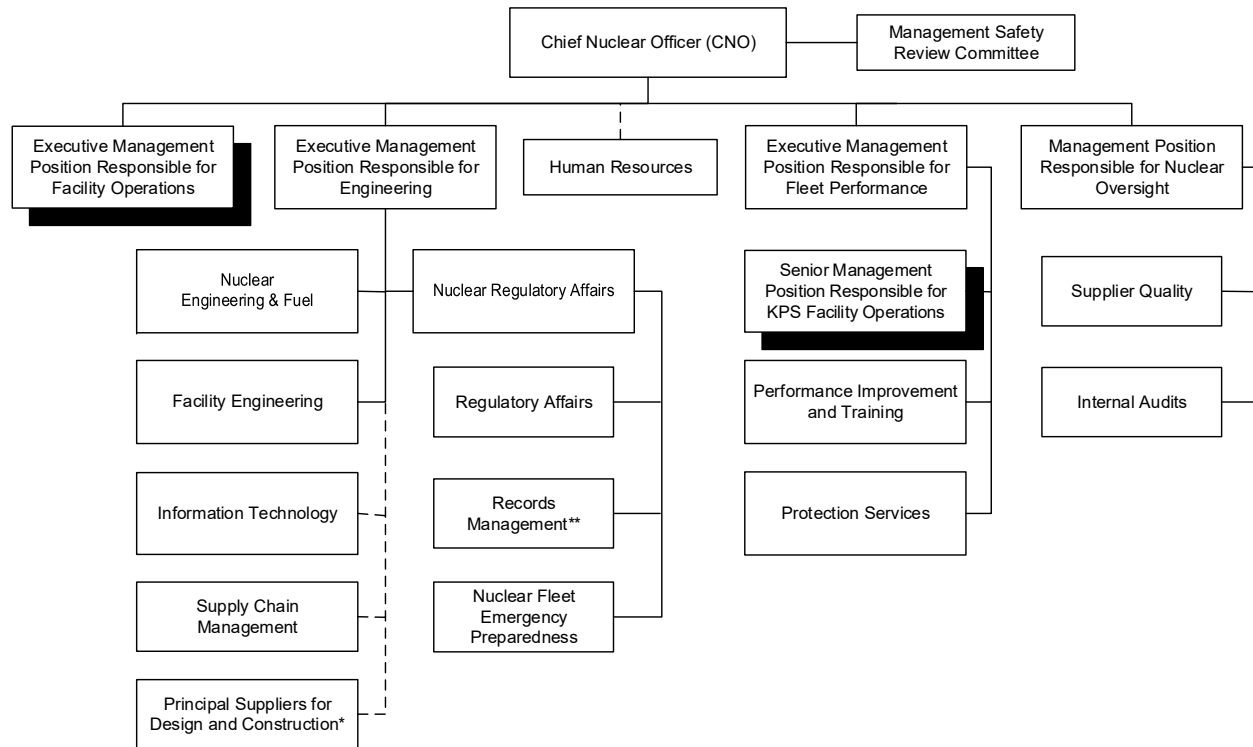 Chief Nuclear Officer (CNO)
Management Safety
Review Committee
Executive Management
Position Responsible for
Facility Operations
Executive Management
Position Responsible for
Engineering
Human Resources
Executive Management
Position Responsible for
Fleet Performance
Management Position
Responsible for Nuclear
Oversight
Nuclear
Engineering & Fuel
Nuclear Regulatory Affairs
Senior Management
Position Responsible for
KPS Facility Operations
Supplier Quality
Facility Engineering
Regulatory Affairs
Performance Improvement
and Training
Internal Audits
Information Technology
Records
Management**
Protection Services
Supply Chain
Management
Nuclear Fleet
Emergency
Preparedness
Principal Suppliers for
Design and Construction*